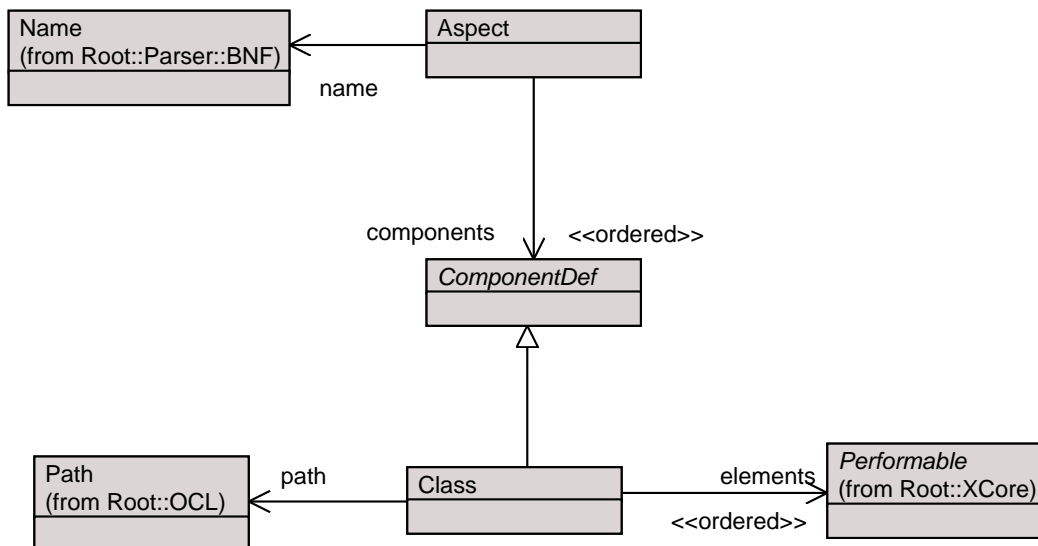 Name
(from Root::Parser::BNF)
Aspect
name
components
<<ordered>>
ComponentDef
Path
(from Root::OCL)
path
Class
elements
<<ordered>>
Performable
(from Root::XCore)